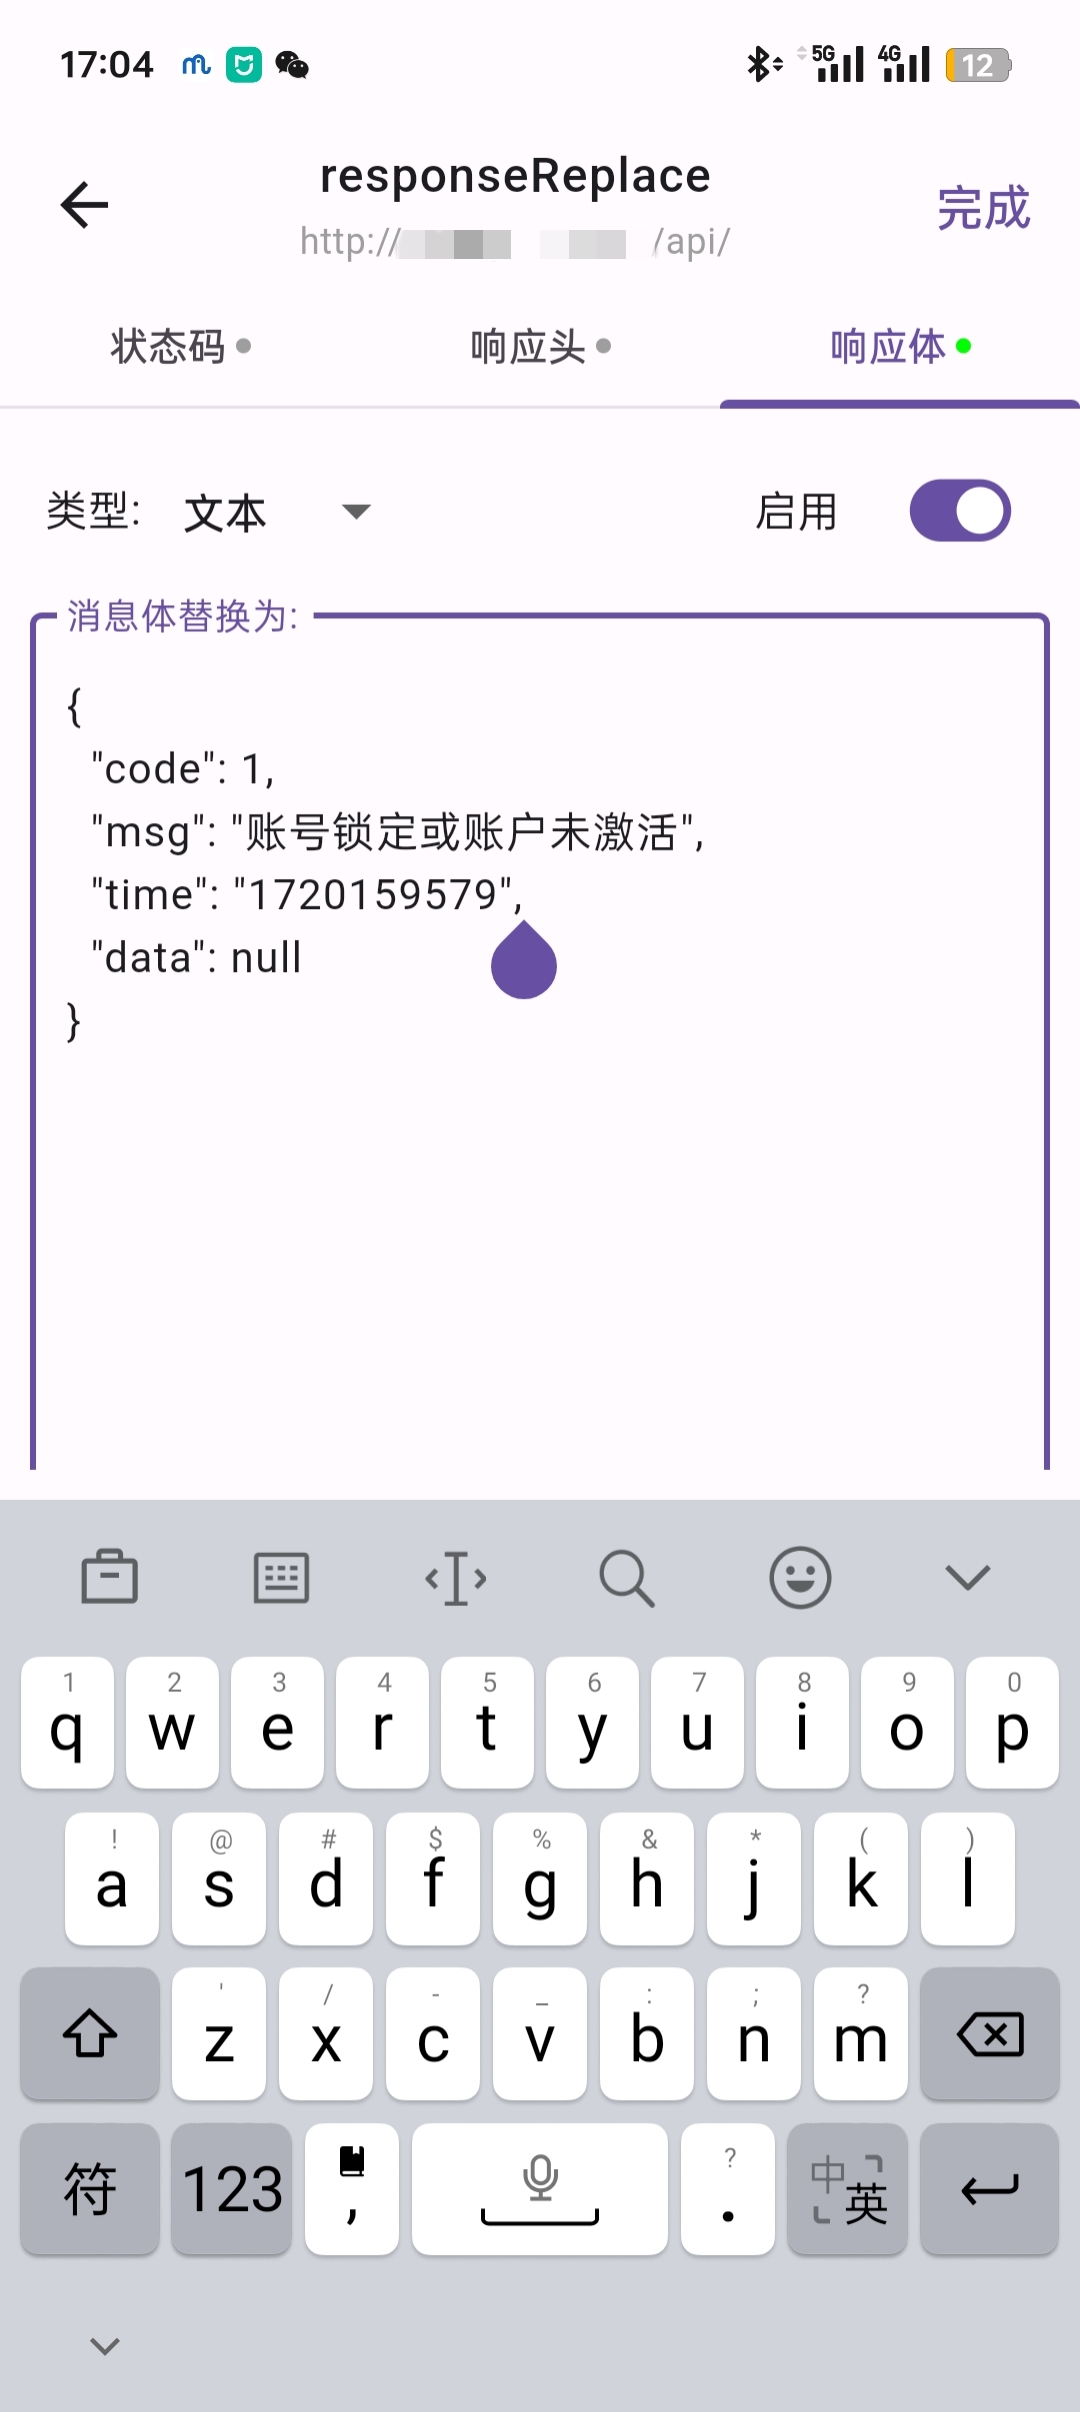 17:04
5G
4G
12
responseReplace
完成
http://
/api/
状态码
响应头
响应体
类型:
文本
启用
消息体替换为:
{
"code": 1,
"msg": "账号锁定或账户未激活",
"time": "1720159579",
"data": null
}
1 2 3 4 5 6 7 8 9 0
q w e r t y u i o p
! @ # $ % & * ( )
a s d f g h j k l
' / - _ : ; ?
z x c v b n m
符 123 , ? . 中 英